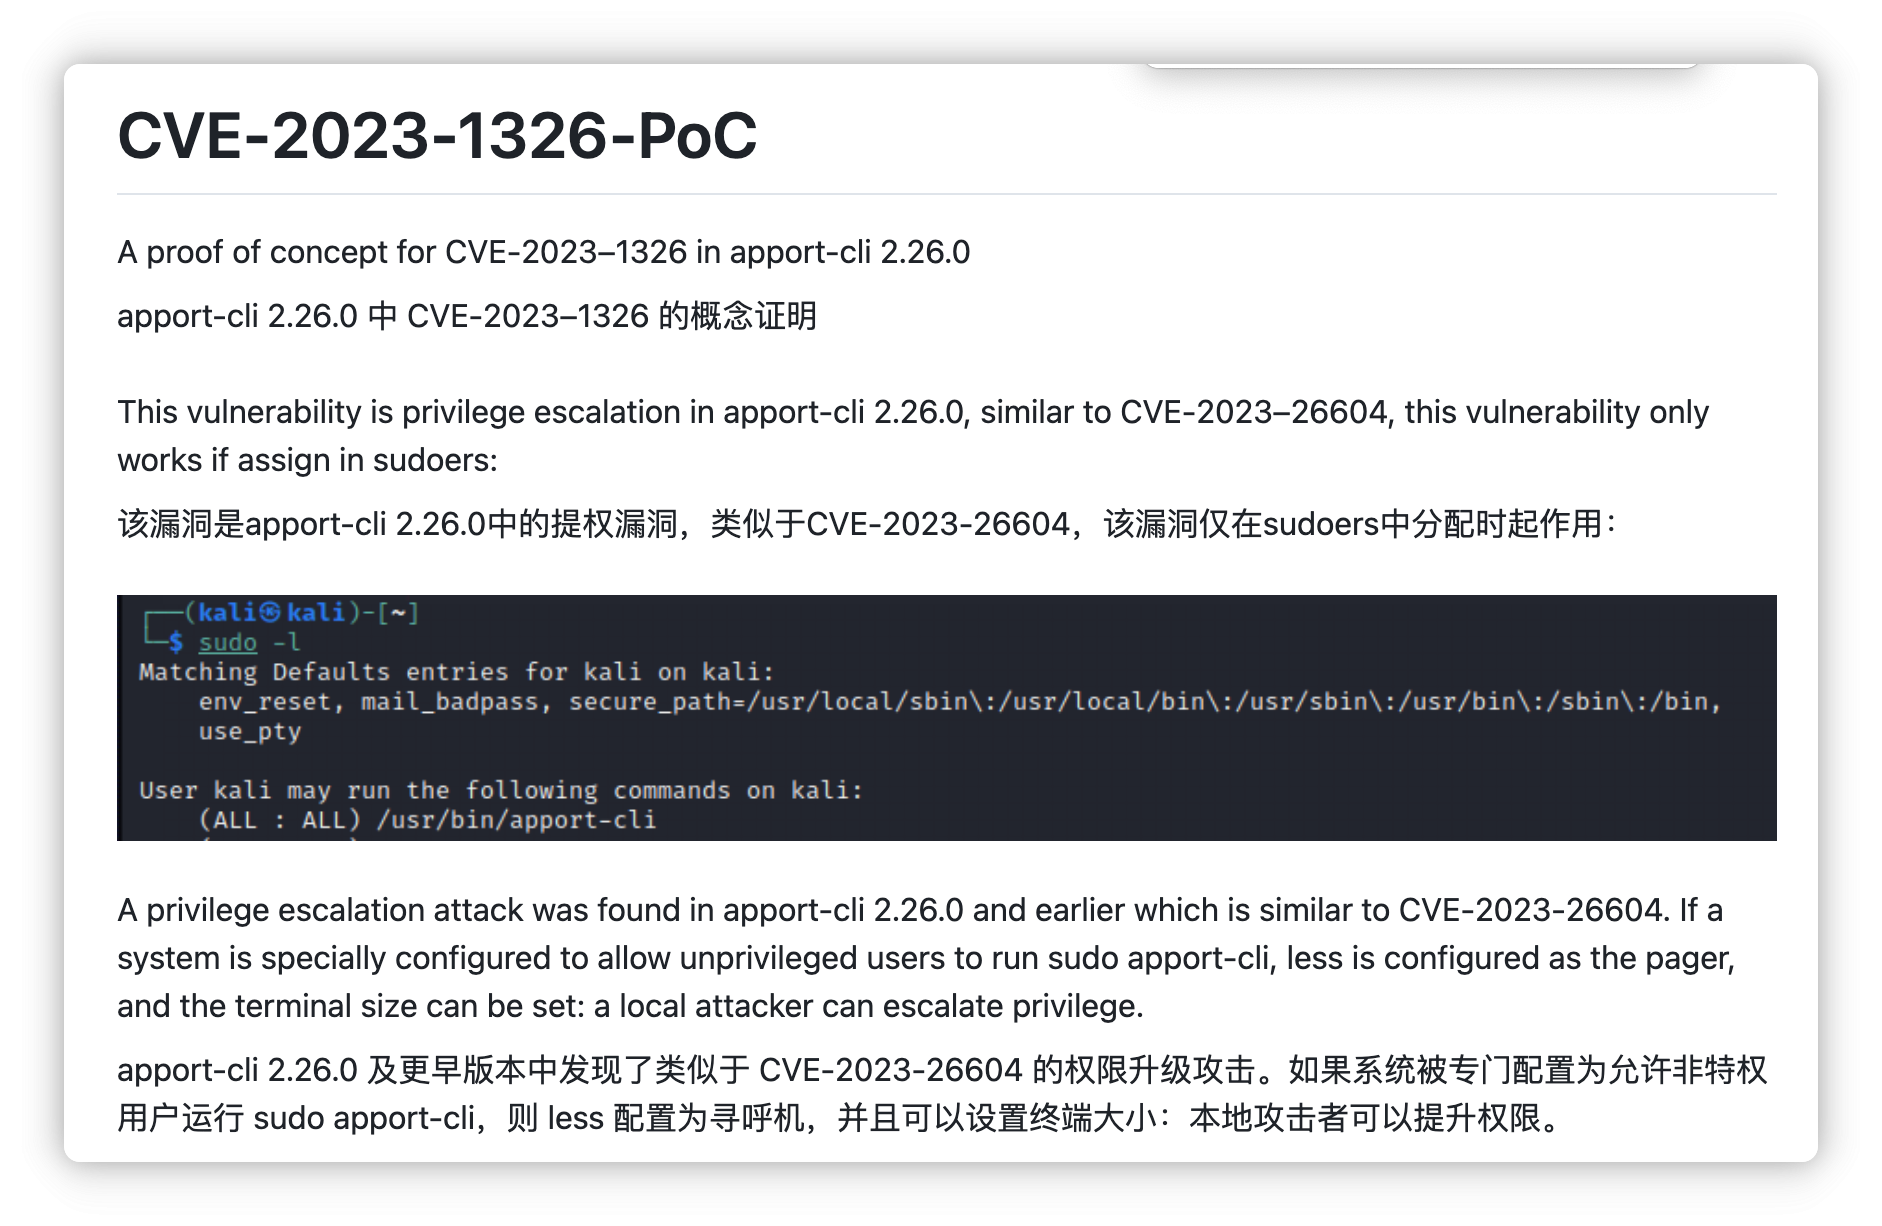 CVE-2023-1326-PoC
A proof of concept for CVE-2023–1326 in apport-cli 2.26.0
apport-cli 2.26.0 中 CVE-2023–1326 的概念证明
This vulnerability is privilege escalation in apport-cli 2.26.0, similar to CVE-2023–26604, this vulnerability only
works if assign in sudoers:
该漏洞是apport-cli 2.26.0中的提权漏洞，类似于CVE-2023-26604，该漏洞仅在sudoers中分配时起作用：
┌──(kali㉿kali)-[~]
└─$ sudo -l
Matching Defaults entries for kali on kali:
env_reset, mail_badpass, secure_path=/usr/local/sbin\:/usr/local/bin\:/usr/sbin\:/usr/bin\:/sbin\:/bin,
use_pty
User kali may run the following commands on kali:
(ALL : ALL) /usr/bin/apport-cli
A privilege escalation attack was found in apport-cli 2.26.0 and earlier which is similar to CVE-2023-26604. If a
system is specially configured to allow unprivileged users to run sudo apport-cli, less is configured as the pager,
and the terminal size can be set: a local attacker can escalate privilege.
apport-cli 2.26.0 及更早版本中发现了类似于 CVE-2023-26604 的权限升级攻击。如果系统被专门配置为允许非特权
用户运行 sudo apport-cli，则 less 配置为寻呼机，并且可以设置终端大小：本地攻击者可以提升权限。